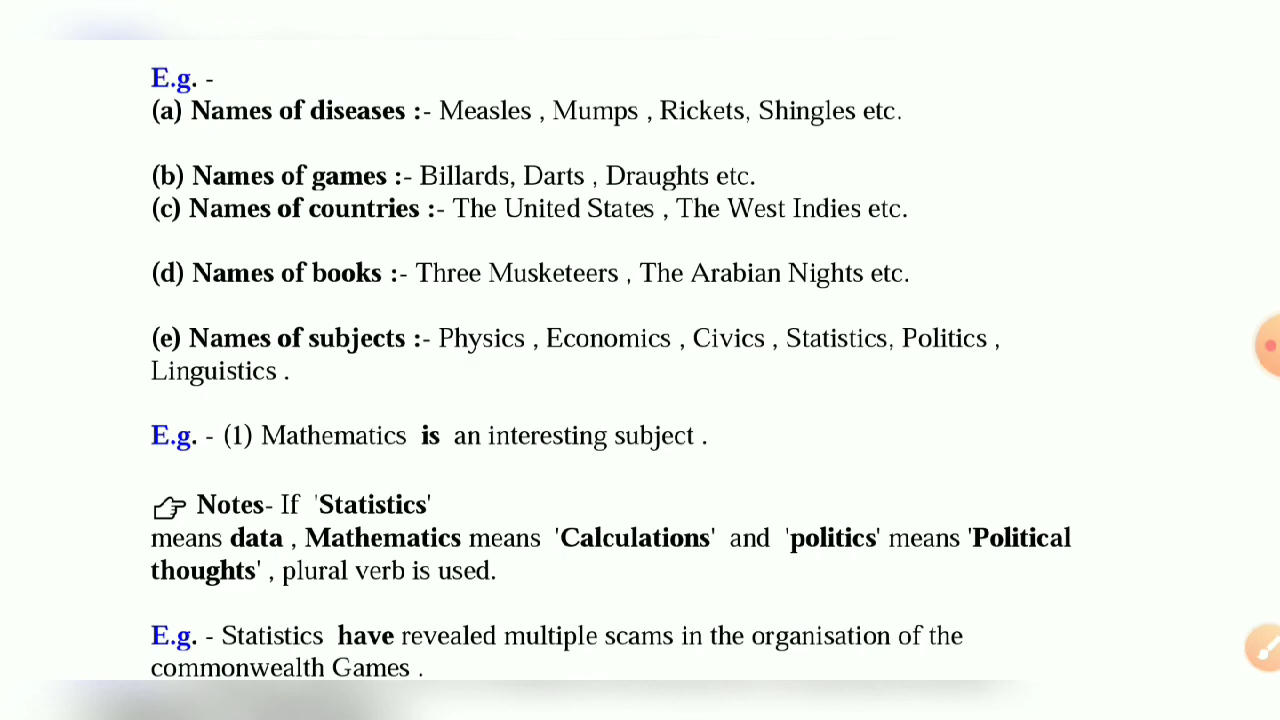 E.g. -
(a) Names of diseases :- Measles , Mumps , Rickets, Shingles etc.
(b) Names of games :- Billards, Darts , Draughts etc.
(c) Names of countries :- The United States , The West Indies etc.
(d) Names of books :- Three Musketeers , The Arabian Nights etc.
(e) Names of subjects :- Physics , Economics , Civics , Statistics, Politics ,
Linguistics .
E.g. - (1) Mathematics is an interesting subject .
Notes- If 'Statistics'
means data , Mathematics means 'Calculations' and 'politics' means 'Political
thoughts' , plural verb is used.
E.g. - Statistics have revealed multiple scams in the organisation of the
commonwealth Games .